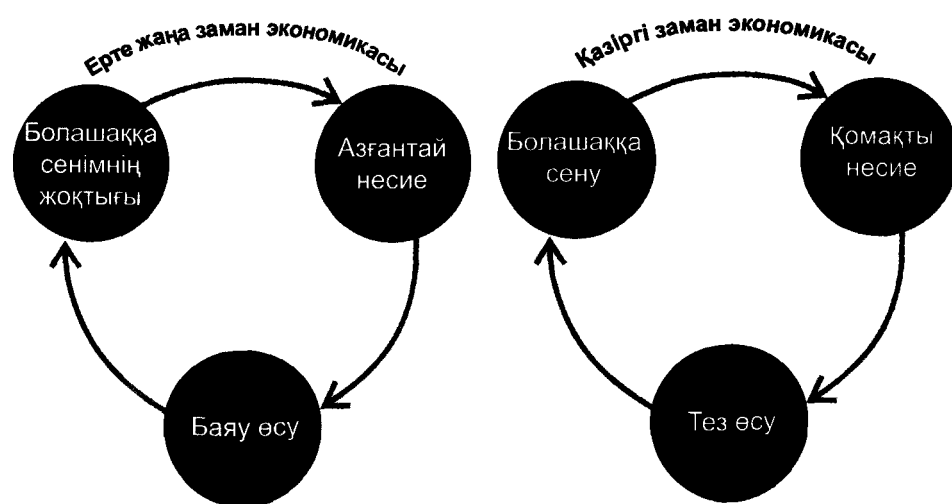 Ерте жаңа заман экономикасы
Болашаққа
сенімнің
жоқтығы
Азғантай
несие
Баяу өсу
Қазіргі заман экономикасы
Болашаққа
сену
Қомақты
несие
Тез өсу